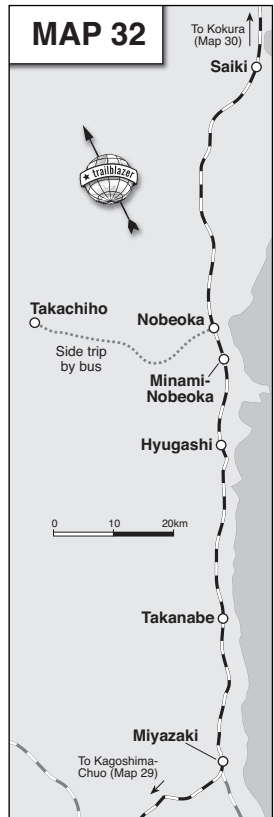 MAP 32
To Kokura
(Map 30)
Saiki
★ trailblazer
Takachiho
Nobeoka
Side trip
by bus
Minami-
Nobeoka
Hyugashi
0 10 20km
Takanabe
Miyazaki
To Kagoshima-
Chuo (Map 29)